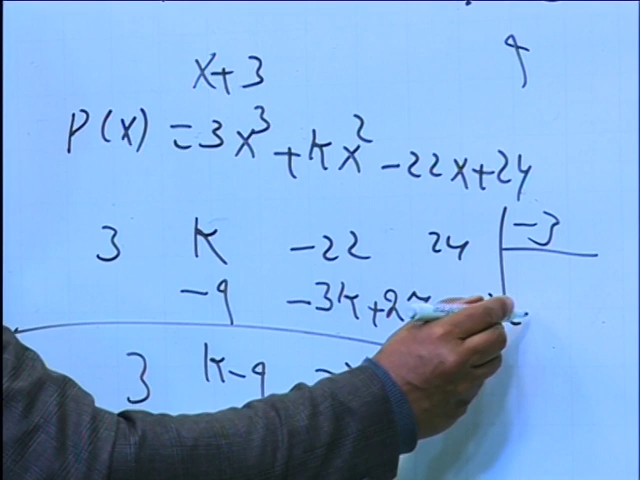 9
x+3
P(x) = 3x³ + kx² - 22x + 24
3 k -22 24 -3
-9 -3k+27
3 k-9